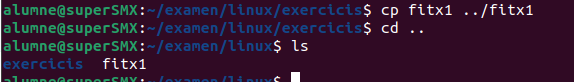 alumne@superSMX:~/examen/linux/exercicis$ cp fitx1 ../fitx1
alumne@superSMX:~/examen/linux/exercicis$ cd ..
alumne@superSMX:~/examen/linux$ ls
exercicis  fitx1
alumne@superSMX:~/examen/linux$